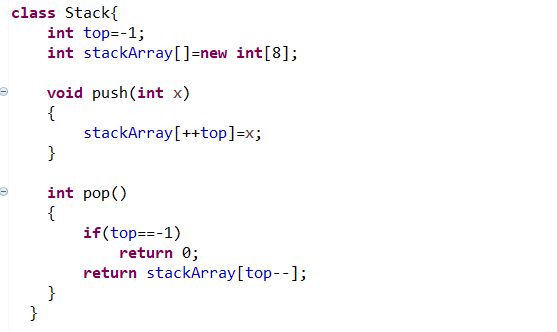 class Stack{
    int top=-1;
    int stackArray[]=new int[8];
    void push(int x)
    {
        stackArray[++top]=x;
    }
    int pop()
    {
        if(top==-1)
            return 0;
        return stackArray[top--];
    }
  }